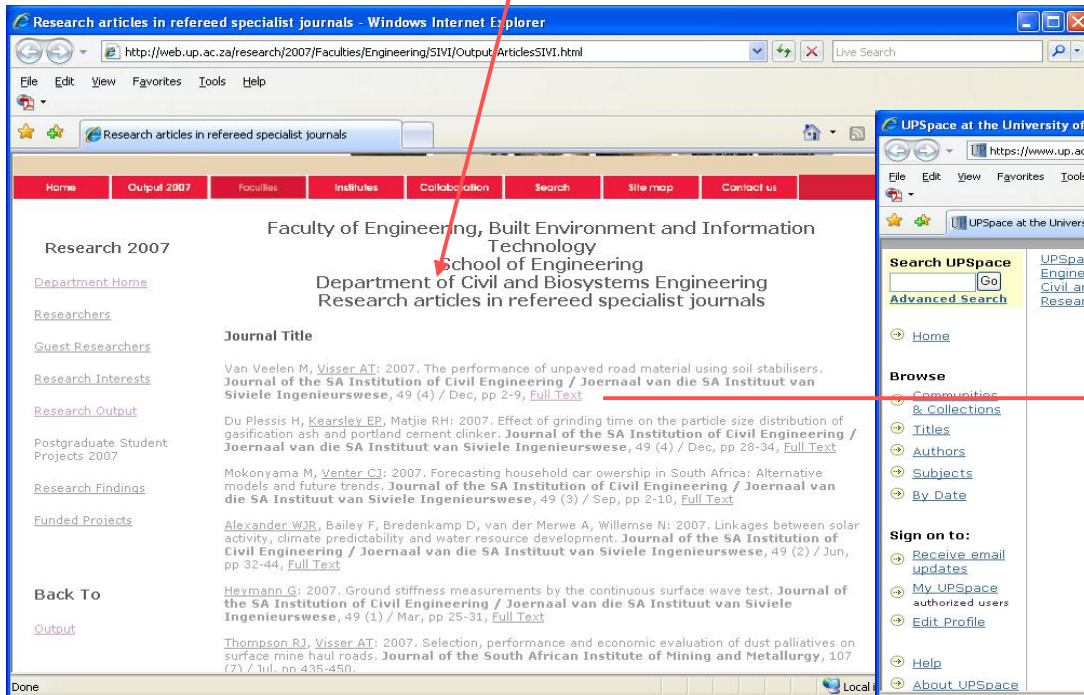 Research articles in refereed specialist journals - Windows Internet Explorer
http://web.up.ac.za/research/2007/Faculties/Engineering/SIVI/Output/ArticlesSIVI.html
Live Search
File Edit View Favorites Tools Help
Research articles in refereed specialist journals
Home Output 2007 Faculties Institutes Collaboration Search Site map Contact us
Research 2007
Department Home
Researchers
Guest Researchers
Research Interests
Research Output
Postgraduate Student
Projects 2007
Research Findings
Funded Projects
Back To
Output
Faculty of Engineering, Built Environment and Information
Technology
School of Engineering
Department of Civil and Biosystems Engineering
Research articles in refereed specialist journals
Journal Title
Van Veelen M, Visser AT: 2007. The performance of unpaved road material using soil stabilisers.
Journal of the SA Institution of Civil Engineering / Joernaal van die SA Instituut van
Siviele Ingenieurswese, 49 (4) / Dec, pp 2-9, Full Text
Du Plessis H, Kearsley EP, Matjie RH: 2007. Effect of grinding time on the particle size distribution of
gasification ash and portland cement clinker. Journal of the SA Institution of Civil Engineering /
Joernaal van die SA Instituut van Siviele Ingenieurswese, 49 (4) / Dec, pp 28-34, Full Text
Mokonyama M, Venter CJ: 2007. Forecasting household car owership in South Africa: Alternative
models and future trends. Journal of the SA Institution of Civil Engineering / Joernaal van
die SA Instituut van Siviele Ingenieurswese, 49 (3) / Sep, pp 2-10, Full Text
Alexander WJR, Bailey F, Bredenkamp D, van der Merwe A, Willemse N: 2007. Linkages between solar
activity, climate predictability and water resource development. Journal of the SA Institution of
Civil Engineering / Joernaal van die SA Instituut van Siviele Ingenieurswese, 49 (2) / Jun,
pp 32-44, Full Text
Heymann G: 2007. Ground stiffness measurements by the continuous surface wave test. Journal of
the SA Institution of Civil Engineering / Joernaal van die SA Instituut van Siviele
Ingenieurswese, 49 (1) / Mar, pp 25-31, Full Text
Thompson RJ, Visser AT: 2007. Selection, performance and economic evaluation of dust palliatives on
surface mine haul roads. Journal of the South African Institute of Mining and Metallurgy, 107
(7) / Jul, pp 435-450.
Done
Local i
UPSpace at the University of
https://www.up.ac
File Edit View Favorites Tools
UPSpace at the Univers
Search UPSpace
Go
Advanced Search
Home
Browse
Communities
& Collections
Titles
Authors
Subjects
By Date
Sign on to:
Receive email
updates
My UPSpace
authorized users
Edit Profile
Help
About UPSpace
UPSpa
Engine
Civil ar
Resear